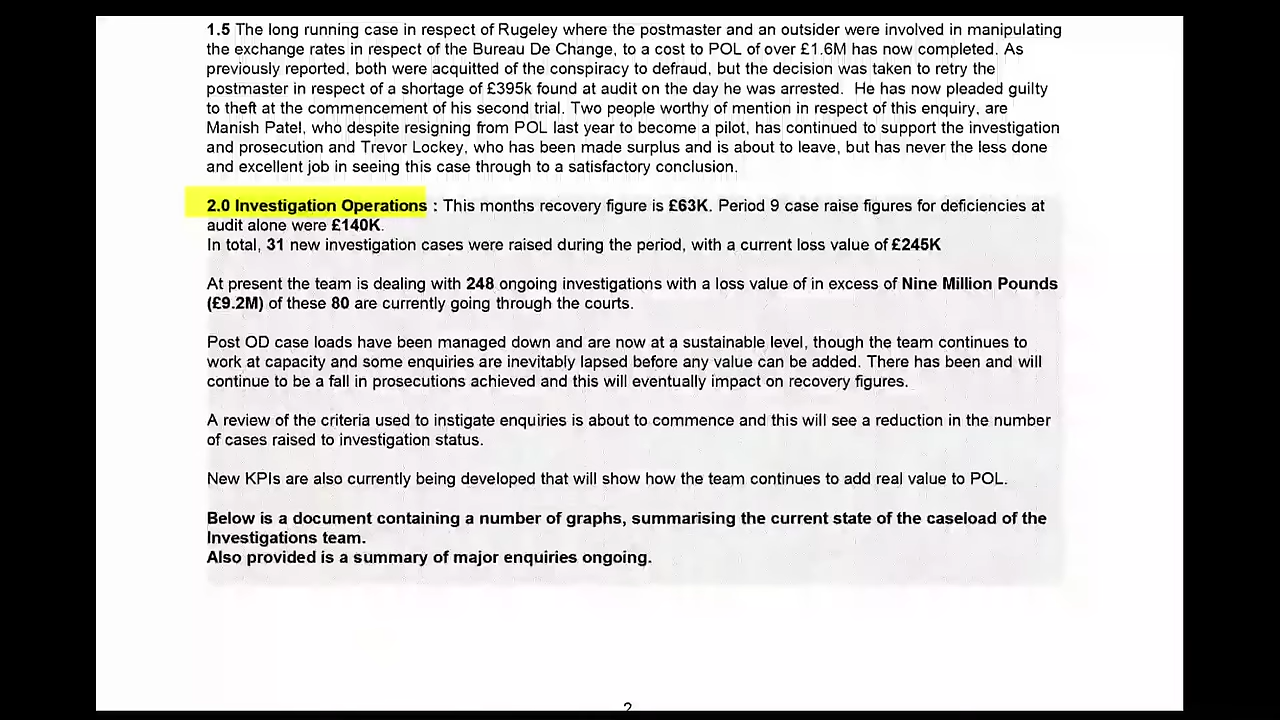 1.5 The long running case in respect of Rugeley where the postmaster and an outsider were involved in manipulating
the exchange rates in respect of the Bureau De Change, to a cost to POL of over £1.6M has now completed. As
previously reported, both were acquitted of the conspiracy to defraud, but the decision was taken to retry the
postmaster in respect of a shortage of £395k found at audit on the day he was arrested. He has now pleaded guilty
to theft at the commencement of his second trial. Two people worthy of mention in respect of this enquiry, are
Manish Patel, who despite resigning from POL last year to become a pilot, has continued to support the investigation
and prosecution and Trevor Lockey, who has been made surplus and is about to leave, but has never the less done
and excellent job in seeing this case through to a satisfactory conclusion.
2.0 Investigation Operations : This months recovery figure is £63K. Period 9 case raise figures for deficiencies at
audit alone were £140K.
In total, 31 new investigation cases were raised during the period, with a current loss value of £245K
At present the team is dealing with 248 ongoing investigations with a loss value of in excess of Nine Million Pounds
(£9.2M) of these 80 are currently going through the courts.
Post OD case loads have been managed down and are now at a sustainable level, though the team continues to
work at capacity and some enquiries are inevitably lapsed before any value can be added. There has been and will
continue to be a fall in prosecutions achieved and this will eventually impact on recovery figures.
A review of the criteria used to instigate enquiries is about to commence and this will see a reduction in the number
of cases raised to investigation status.
New KPIs are also currently being developed that will show how the team continues to add real value to POL.
Below is a document containing a number of graphs, summarising the current state of the caseload of the
Investigations team.
Also provided is a summary of major enquiries ongoing.
2